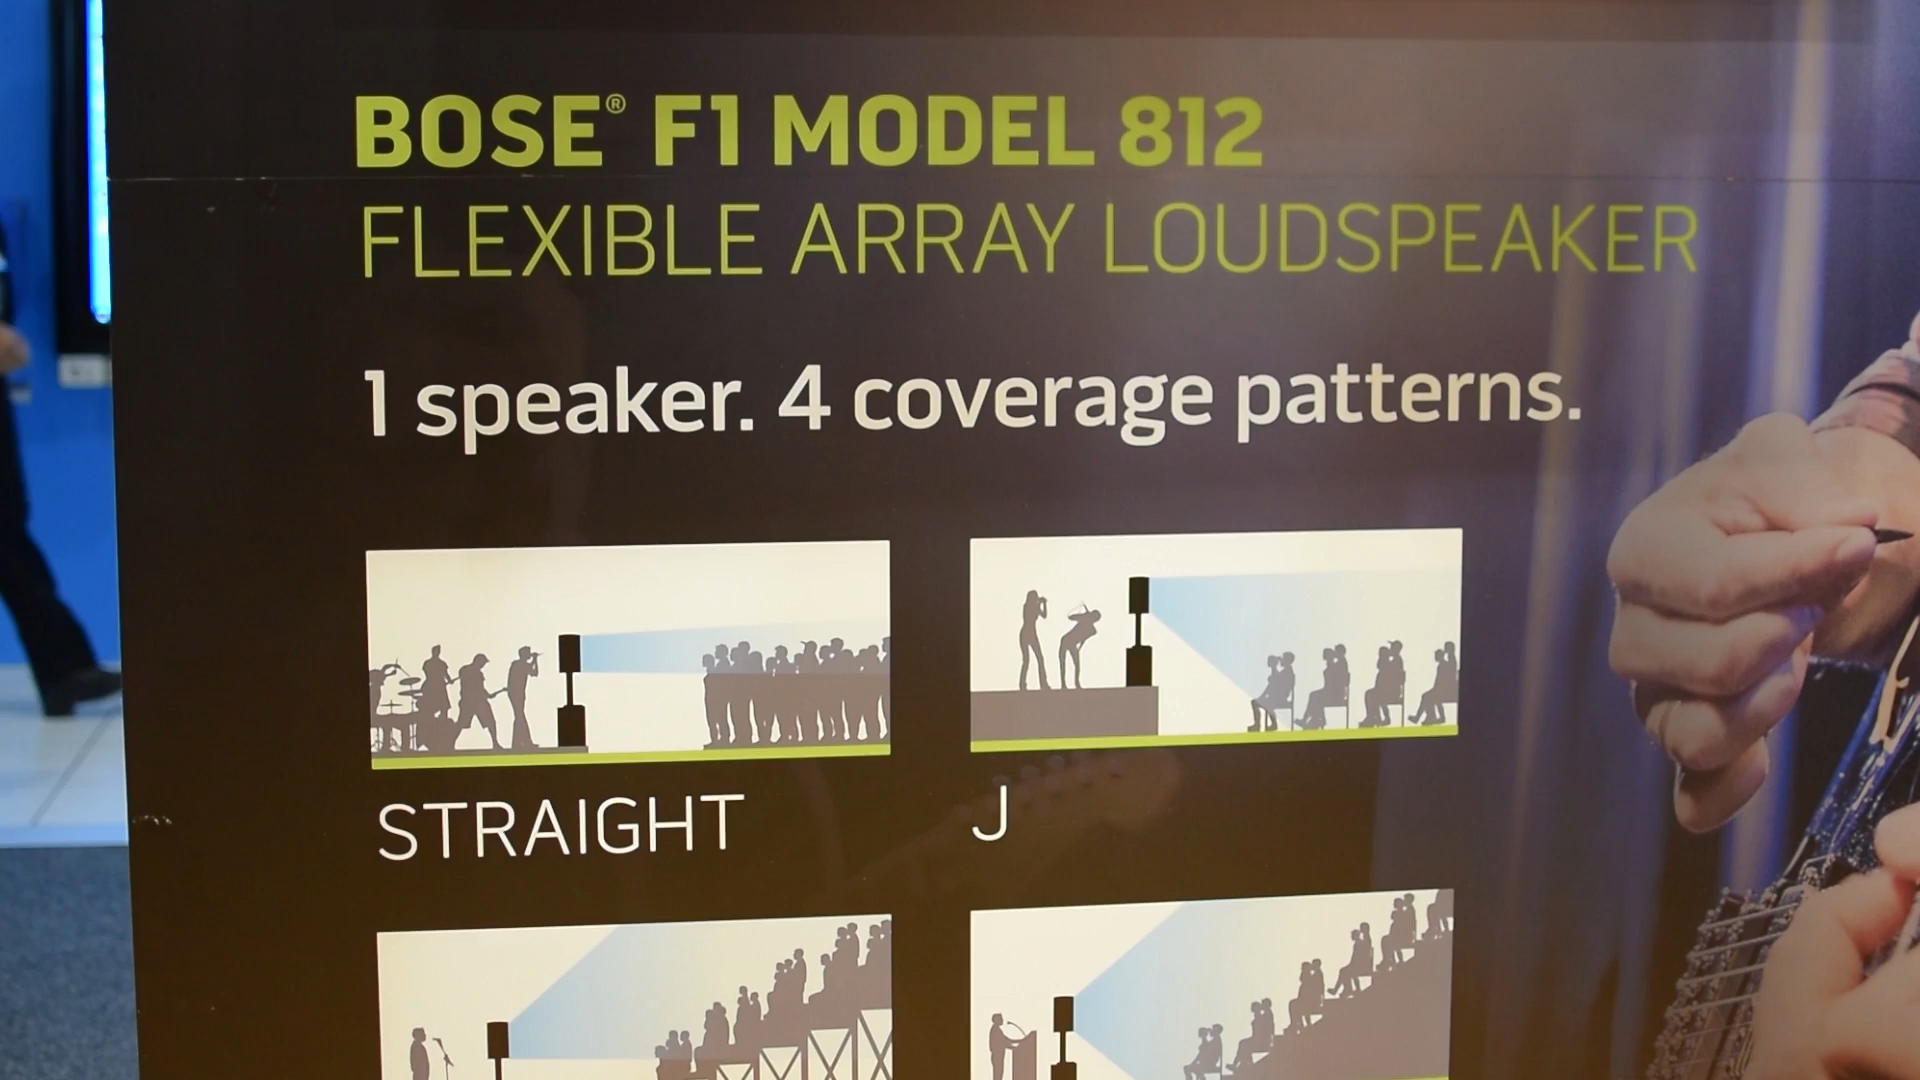 BOSE® F1 MODEL 812
FLEXIBLE ARRAY LOUDSPEAKER
1 speaker. 4 coverage patterns.
STRAIGHT
J